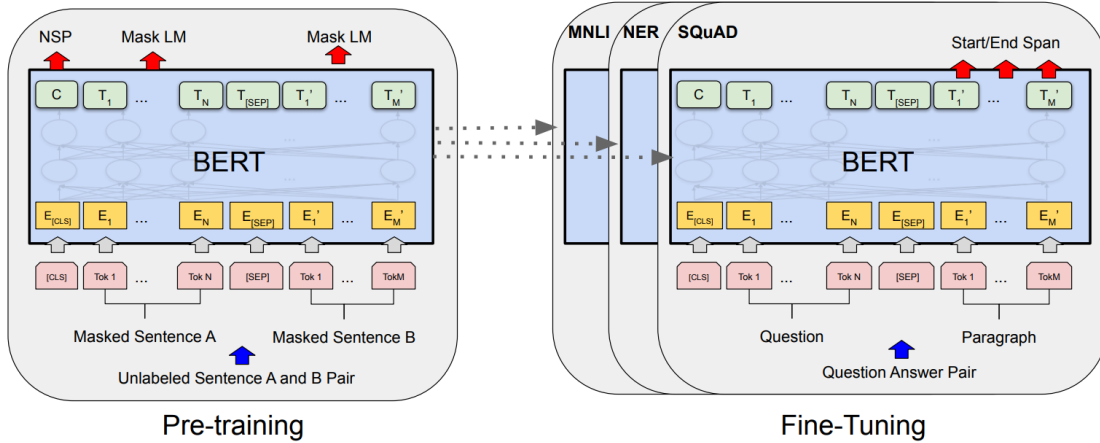 NSP Mask LM Mask LM
C T1 ... TN T[SEP] T1' ... TM'
BERT
E[CLS] E1 ... EN E[SEP] E1' ... EM'
[CLS] Tok 1 ... Tok N [SEP] Tok 1 ... TokM
Masked Sentence A Masked Sentence B
Unlabeled Sentence A and B Pair
Pre-training
MNLI NER SQuAD
Start/End Span
C T1 ... TN T[SEP] T1' ... TM'
BERT
E[CLS] E1 ... EN E[SEP] E1' ... EM'
[CLS] Tok 1 ... Tok N [SEP] Tok 1 ... TokM
Question Paragraph
Question Answer Pair
Fine-Tuning